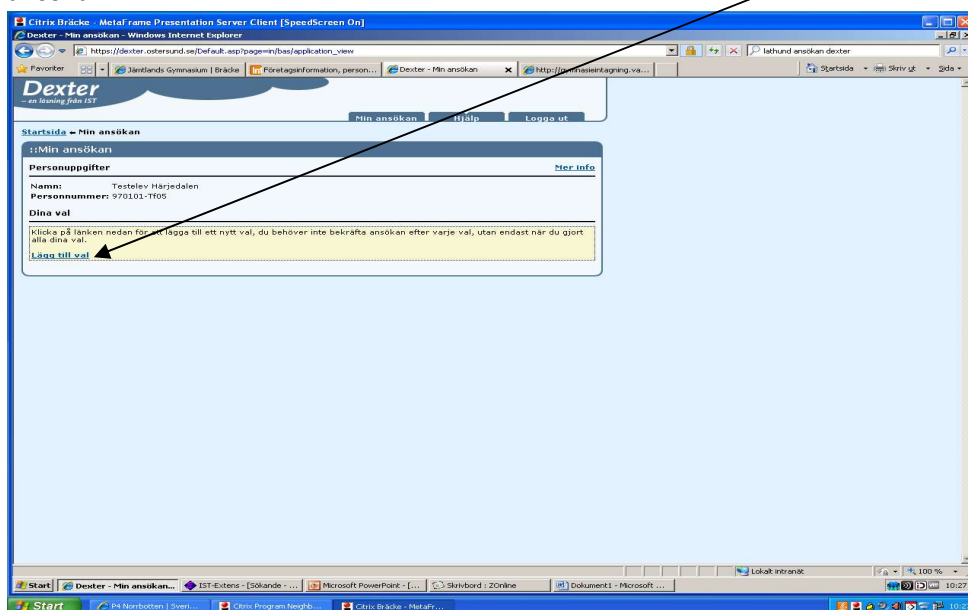 Citrix Bräcke - MetaFrame Presentation Server Client [SpeedScreen On]
Dexter - Min ansökan - Windows Internet Explorer
https://dexter.ostersund.se/Default.asp?page=in/bas/application_view
lathund ansökan dexter
Favoriter
Jämtlands Gymnasium | Bräcke
Företagsinformation, person...
Dexter - Min ansökan
http://gymnasieintagning.va...
Startsida
Skriv ut
Sida
Dexter
– en lösning från IST
Min ansökan
Hjälp
Logga ut
Startsida
Min ansökan
::Min ansökan
Personuppgifter
Mer info
Namn: Testelev Härjedalen
Personnummer: 970101-Tf05
Dina val
Klicka på länken nedan för att lägga till ett nytt val, du behöver inte bekräfta ansökan efter varje val, utan endast när du gjort
alla dina val.
Lägg till val
Lokalt intranät
100 %
Start
Dexter - Min ansökan...
IST-Extens - [Sökande - ...
Microsoft PowerPoint - [...
Skrivbord : ZOnline
Dokument1 - Microsoft ...
10:27
Start
P4 Norrbotten | Sveri...
Citrix Program Neighb...
Citrix Bräcke - MetaFr...